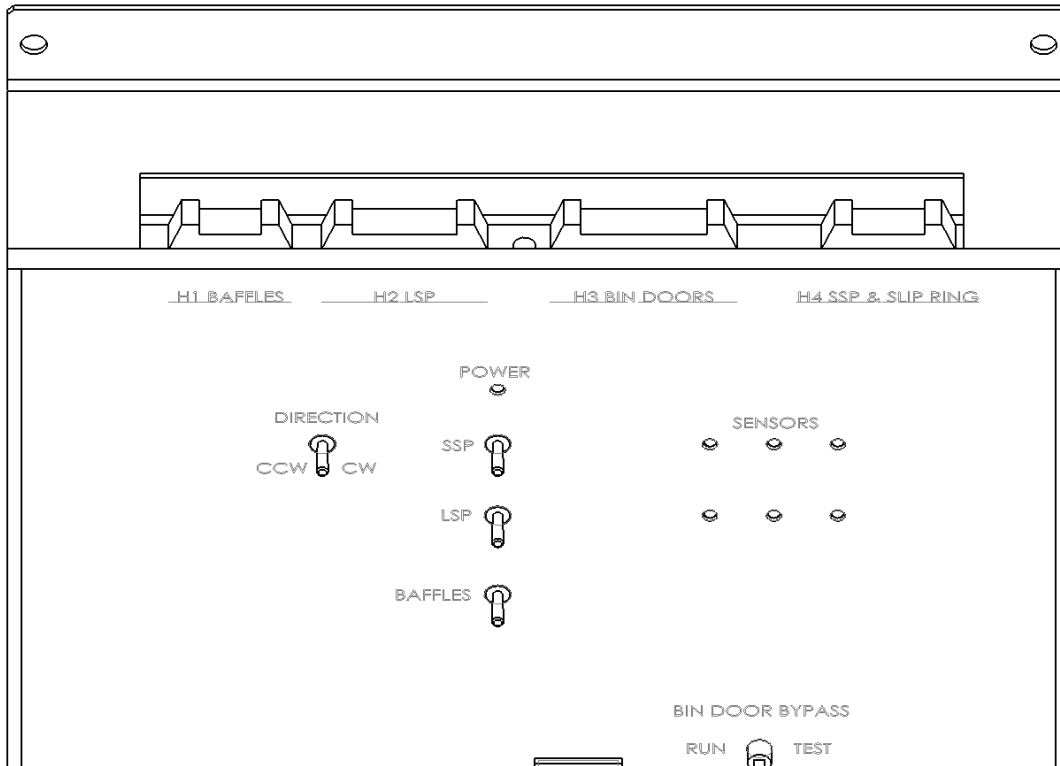 H1 BAFFLES H2 LSP H3 BIN DOORS H4 SSP & SLIP RING
POWER
DIRECTION
SENSORS
SSP
CCW CW
LSP
BAFFLES
BIN DOOR BYPASS
RUN TEST